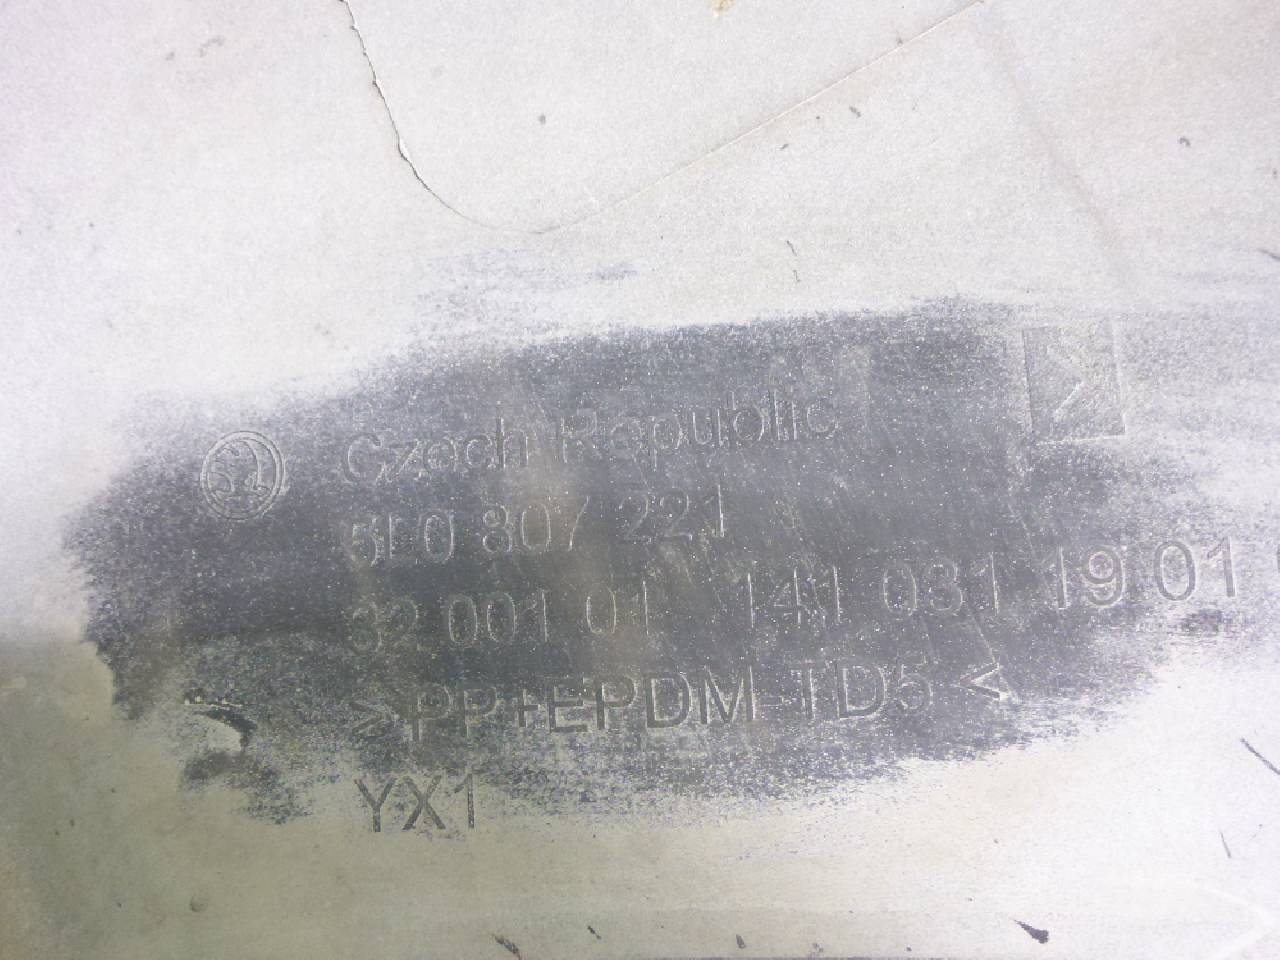 Czech Republic
5L0 807 221
32 001 01 141 031 19 01
>PP+EPDM-TD5<
YX1